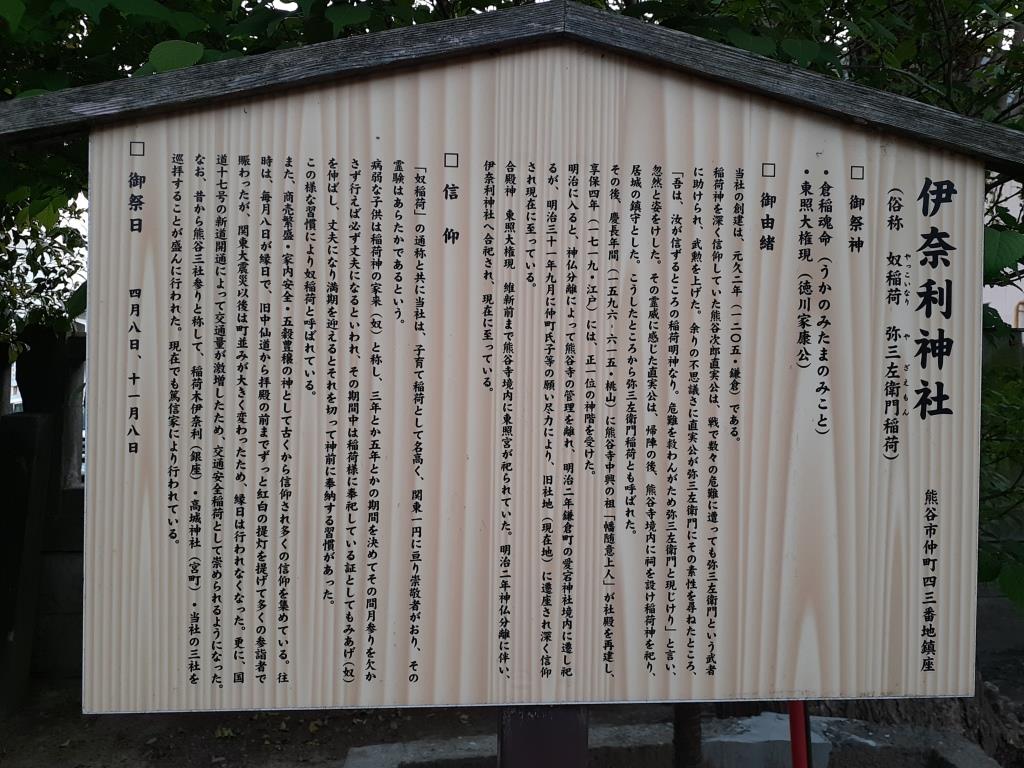 伊奈利神社
熊谷市仲町四三番地鎮座
(俗称 奴稲荷 弥三左衛門稲荷)
やっこいなり や ざえもん
□ 御祭神
・倉稲魂命(うかのみたまのみこと)
・東照大権現(徳川家康公)
□ 御由緒
当社の創建は、元久二年(一二〇五・鎌倉)である。
稲荷神を深く信仰していた熊谷次郎直実公は、戦で数々の危難に遭っても弥三左衛門という武者
に助けられ、武勲を上げた。余りの不思議さに直実公が弥三左衛門にその素性を尋ねたところ、
「吾は、汝が信ずるところの稲荷明神なり。危難を救わんがため弥三左衛門と現じけり」と言い、
忽然と姿をけした。その霊威に感じた直実公は、帰陣の後、熊谷寺境内に祠を設け稲荷神を祀り、
居城の鎮守とした。こうしたところから弥三左衛門稲荷とも呼ばれた。
その後、慶長年間(一五九六-六一五・桃山)に熊谷寺中興の祖「幡随意上人」が社殿を再建し、
享保四年(一七一九・江戸)には、正一位の神階を受けた。
明治に入ると、神仏分離によって熊谷寺の管理を離れ、明治二年鎌倉町の愛宕神社境内に遷し祀
るが、明治三十一年九月に仲町氏子等の願い尽力により、旧社地(現在地)に遷座され深く信仰
され現在に至っている。
合殿神 東照大権現 維新前まで熊谷寺境内に東照宮が祀られていた。明治二年神仏分離に伴い、
伊奈利神社へ合祀され、現在に至っている。
□ 信仰
「奴稲荷」の通称と共に当社は、子育て稲荷として名高く、関東一円に亘り崇敬者がおり、その
霊験はあらたかであるという。
病弱な子供は稲荷神の家来(奴)と称し、三年とか五年とかの期間を決めてその間月参りを欠か
さず行えば必ず丈夫になるといわれ、その期間中は稲荷様に奉祀している証としてもみあげ(奴)
を伸ばし、丈夫になり満期を迎えるとそれを切って神前に奉納する習慣があった。
この様な習慣により奴稲荷と呼ばれている。
また、商売繁盛・家内安全・五穀豊穣の神として古くから信仰され多くの信仰を集めている。往
時は、毎月八日が縁日で、旧中仙道から拝殿の前までずっと紅白の提灯を提げて多くの参詣者で
賑わったが、関東大震災以後は町並みが大きく変わったため、縁日は行われなくなった。更に、国
道十七号の新道開通によって交通量が激増したため、交通安全稲荷として崇められるようになった。
なお、昔から熊谷三社参りと称して、稲荷木伊奈利(銀座)・高城神社(宮町)・当社の三社を
巡拝することが盛んに行われた。現在でも篤信家により行われている。
□ 御祭日 四月八日、十一月八日